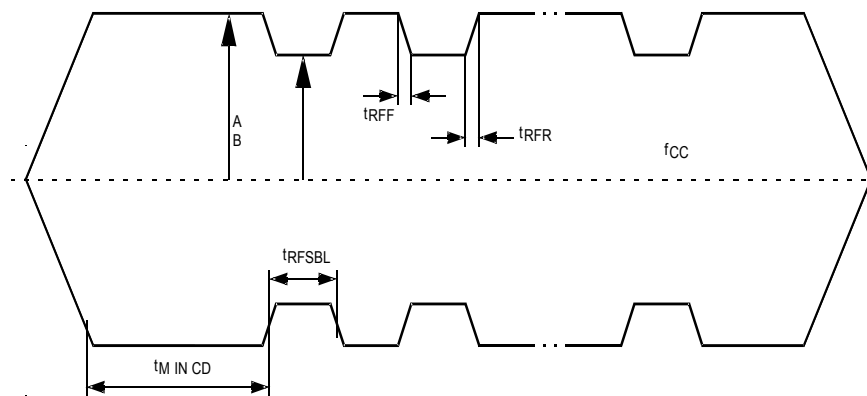 A
B
tRFF
tRFR
fCC
tRFSBL
tM IN CD